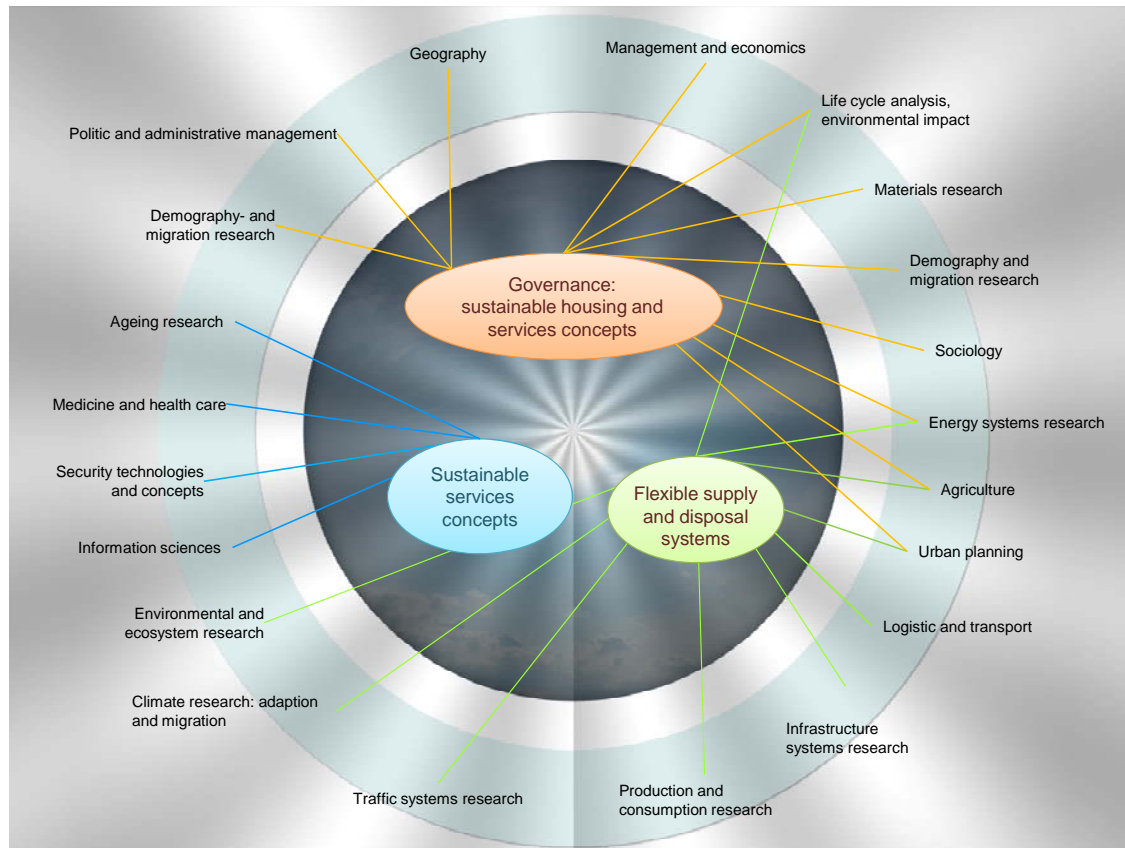 Geography
Management and economics
Life cycle analysis,
environmental impact
Politic and administrative management
Materials research
Demography- and
migration research
Demography and
migration research
Governance:
sustainable housing and
services concepts
Ageing research
Sociology
Medicine and health care
Energy systems research
Security technologies
and concepts
Sustainable
services
concepts
Flexible supply
and disposal
systems
Agriculture
Information sciences
Urban planning
Environmental and
ecosystem research
Logistic and transport
Climate research: adaption
and migration
Infrastructure
systems research
Traffic systems research
Production and
consumption research